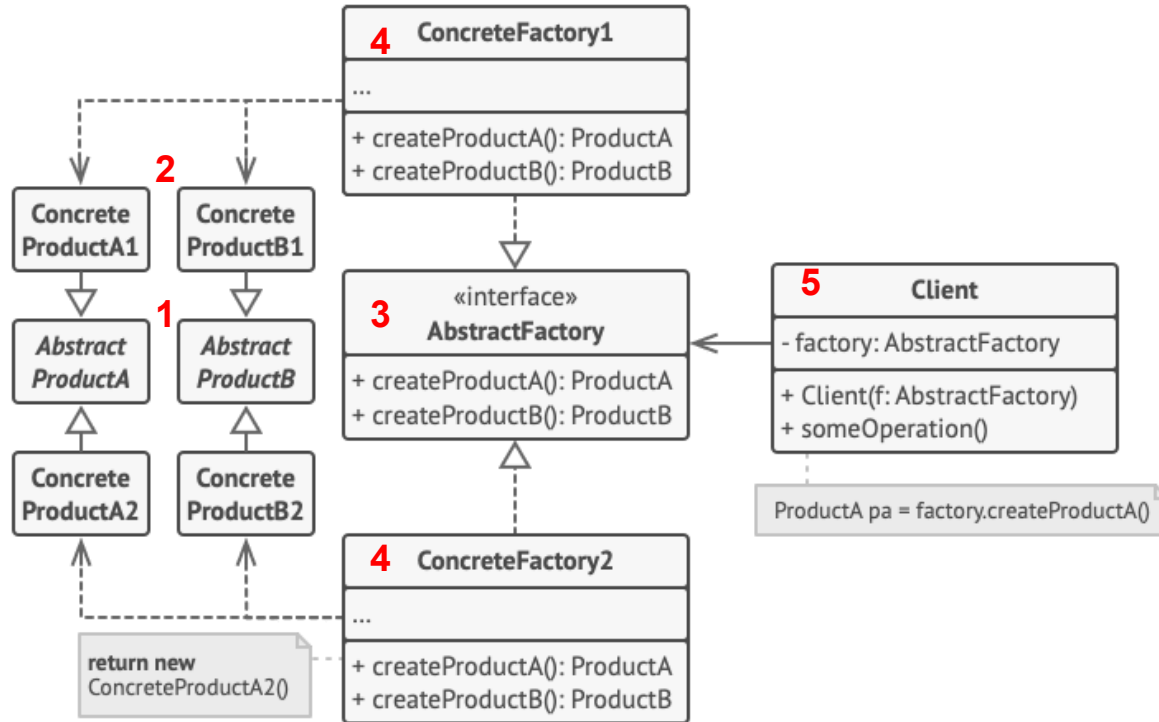 4
ConcreteFactory1
...
+ createProductA(): ProductA
+ createProductB(): ProductB
2
Concrete
ProductA1
Concrete
ProductB1
1
Abstract
ProductA
Abstract
ProductB
Concrete
ProductA2
Concrete
ProductB2
3
«interface»
AbstractFactory
+ createProductA(): ProductA
+ createProductB(): ProductB
5
Client
- factory: AbstractFactory
+ Client(f: AbstractFactory)
+ someOperation()
ProductA pa = factory.createProductA()
4
ConcreteFactory2
...
+ createProductA(): ProductA
+ createProductB(): ProductB
return new
ConcreteProductA2()